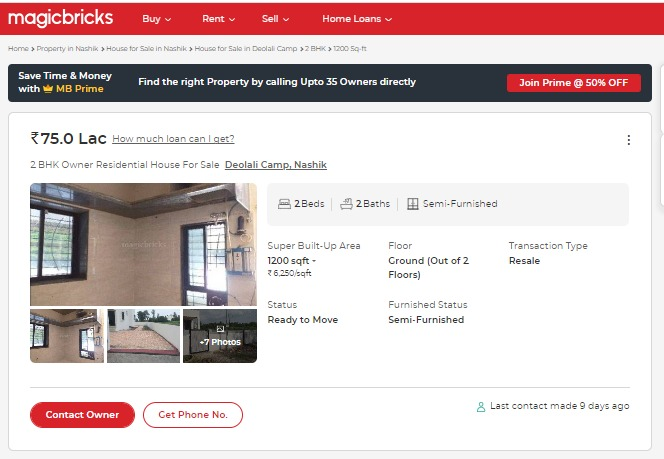 magicbricks
Buy Rent Sell Home Loans
Home > Property in Nashik > House for Sale in Nashik > House for Sale in Deolali Camp > 2 BHK > 1200 Sq-ft
Save Time & Money
with MB Prime
Find the right Property by calling Upto 35 Owners directly
Join Prime @ 50% OFF
₹75.0 Lac How much loan can I get?
2 BHK Owner Residential House For Sale Deolali Camp, Nashik
magicbricks
2 Beds 2 Baths Semi-Furnished
Super Built-Up Area
1200 sqft
₹6,250/sqft
Floor
Ground (Out of 2
Floors)
Transaction Type
Resale
Status
Ready to Move
Furnished Status
Semi-Furnished
+7 Photos
Contact Owner
Get Phone No.
Last contact made 9 days ago